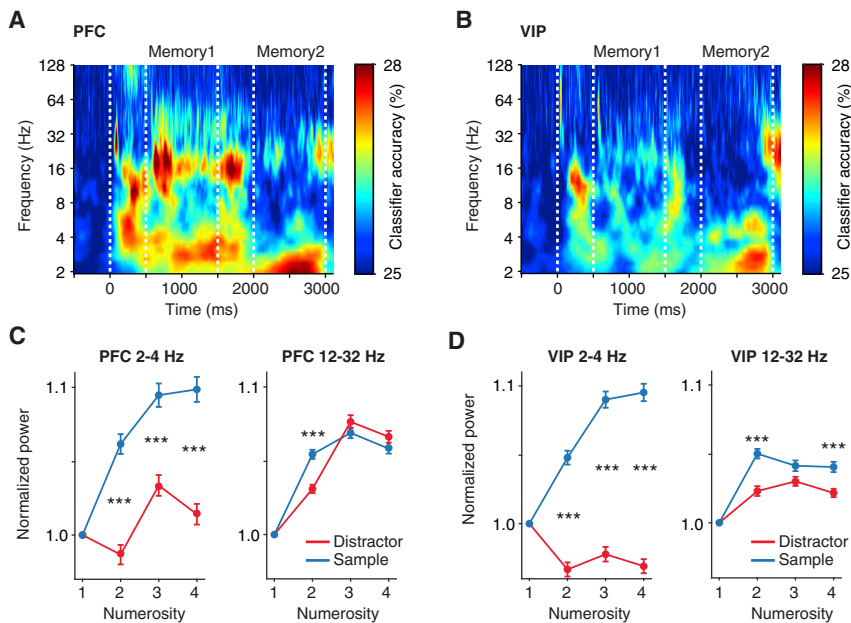 A
PFC
Memory1
Memory2
128
64
32
16
8
4
2
Frequency (Hz)
0
1000
2000
3000
Time (ms)
28
25
Classifier accuracy (%)
B
VIP
Memory1
Memory2
128
64
32
16
8
4
2
Frequency (Hz)
0
1000
2000
3000
Time (ms)
28
25
Classifier accuracy (%)
C
PFC 2-4 Hz
1.1
1.0
Normalized power
***
***
***
1
2
3
4
Numerosity
PFC 12-32 Hz
1.1
1.0
***
Distractor
Sample
1
2
3
4
Numerosity
D
VIP 2-4 Hz
1.1
1.0
Normalized power
***
***
***
1
2
3
4
Numerosity
VIP 12-32 Hz
1.1
1.0
***
***
Distractor
Sample
1
2
3
4
Numerosity